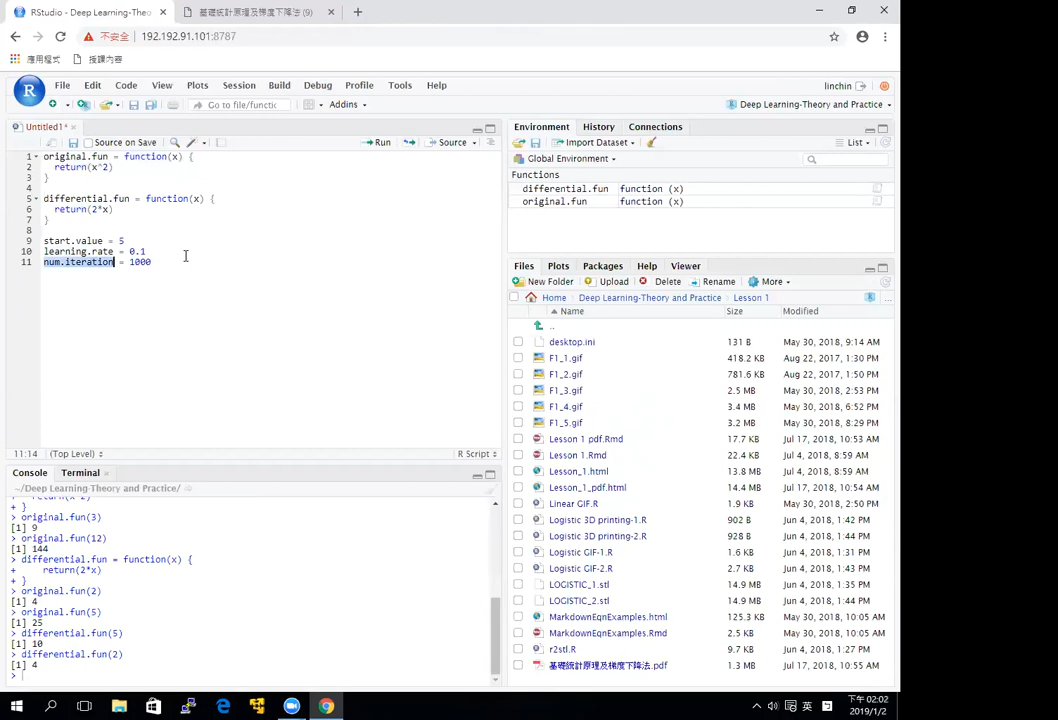 RStudio - Deep Learning-Theo
基礎統計原理及梯度下降法 (9)
不安全 192.192.91.101:8787
應用程式 授課內容
File Edit Code View Plots Session Build Debug Profile Tools Help
linchin
Go to file/functic Addins
Deep Learning-Theory and Practice
Untitled1*
Source on Save Run Source
1 original.fun = function(x) {
2 return(x^2)
3 }
4
5 differential.fun = function(x) {
6 return(2*x)
7 }
8
9 start.value = 5
10 learning.rate = 0.1
11 num.iteration = 1000
11:14 (Top Level) R Script
Console Terminal
~/Deep Learning-Theory and Practice/
+ }
> original.fun(3)
[1] 9
> original.fun(12)
[1] 144
> differential.fun = function(x) {
+ return(2*x)
+ }
> original.fun(2)
[1] 4
> original.fun(5)
[1] 25
> differential.fun(5)
[1] 10
> differential.fun(2)
[1] 4
>
Environment History Connections
Import Dataset List
Global Environment
Functions
differential.fun function (x)
original.fun function (x)
Files Plots Packages Help Viewer
New Folder Upload Delete Rename More
Home Deep Learning-Theory and Practice Lesson 1
Name Size Modified
..
desktop.ini 131 B May 30, 2018, 9:14 AM
F1_1.gif 418.2 KB Aug 22, 2017, 1:30 PM
F1_2.gif 781.6 KB Aug 22, 2017, 1:50 PM
F1_3.gif 2.5 MB May 30, 2018, 2:53 PM
F1_4.gif 3.4 MB May 30, 2018, 6:52 PM
F1_5.gif 3.2 MB May 30, 2018, 8:29 PM
Lesson 1 pdf.Rmd 17.7 KB Jul 17, 2018, 10:53 AM
Lesson 1.Rmd 22.4 KB Jul 4, 2018, 8:59 AM
Lesson_1.html 13.8 MB Jul 4, 2018, 8:59 AM
Lesson_1_pdf.html 14.4 MB Jul 17, 2018, 10:54 AM
Linear GIF.R 1.9 KB May 30, 2018, 2:50 PM
Logistic 3D printing-1.R 902 B Jun 4, 2018, 1:42 PM
Logistic 3D printing-2.R 928 B Jun 4, 2018, 1:44 PM
Logistic GIF-1.R 1.6 KB Jun 4, 2018, 1:31 PM
Logistic GIF-2.R 1.7 KB Jun 4, 2018, 1:43 PM
LOGISTIC_1.stl 14.9 MB Jun 4, 2018, 1:35 PM
LOGISTIC_2.stl 14.9 MB Jun 4, 2018, 1:44 PM
MarkdownEqnExamples.html 125.3 KB May 30, 2018, 10:05 AM
MarkdownEqnExamples.Rmd 2.5 KB May 30, 2018, 10:05 AM
r2stl.R 9.7 KB Jun 4, 2018, 1:27 PM
基礎統計原理及梯度下降法.pdf 1.3 MB Jul 17, 2018, 10:55 AM
英 下午 02:02
2019/1/2